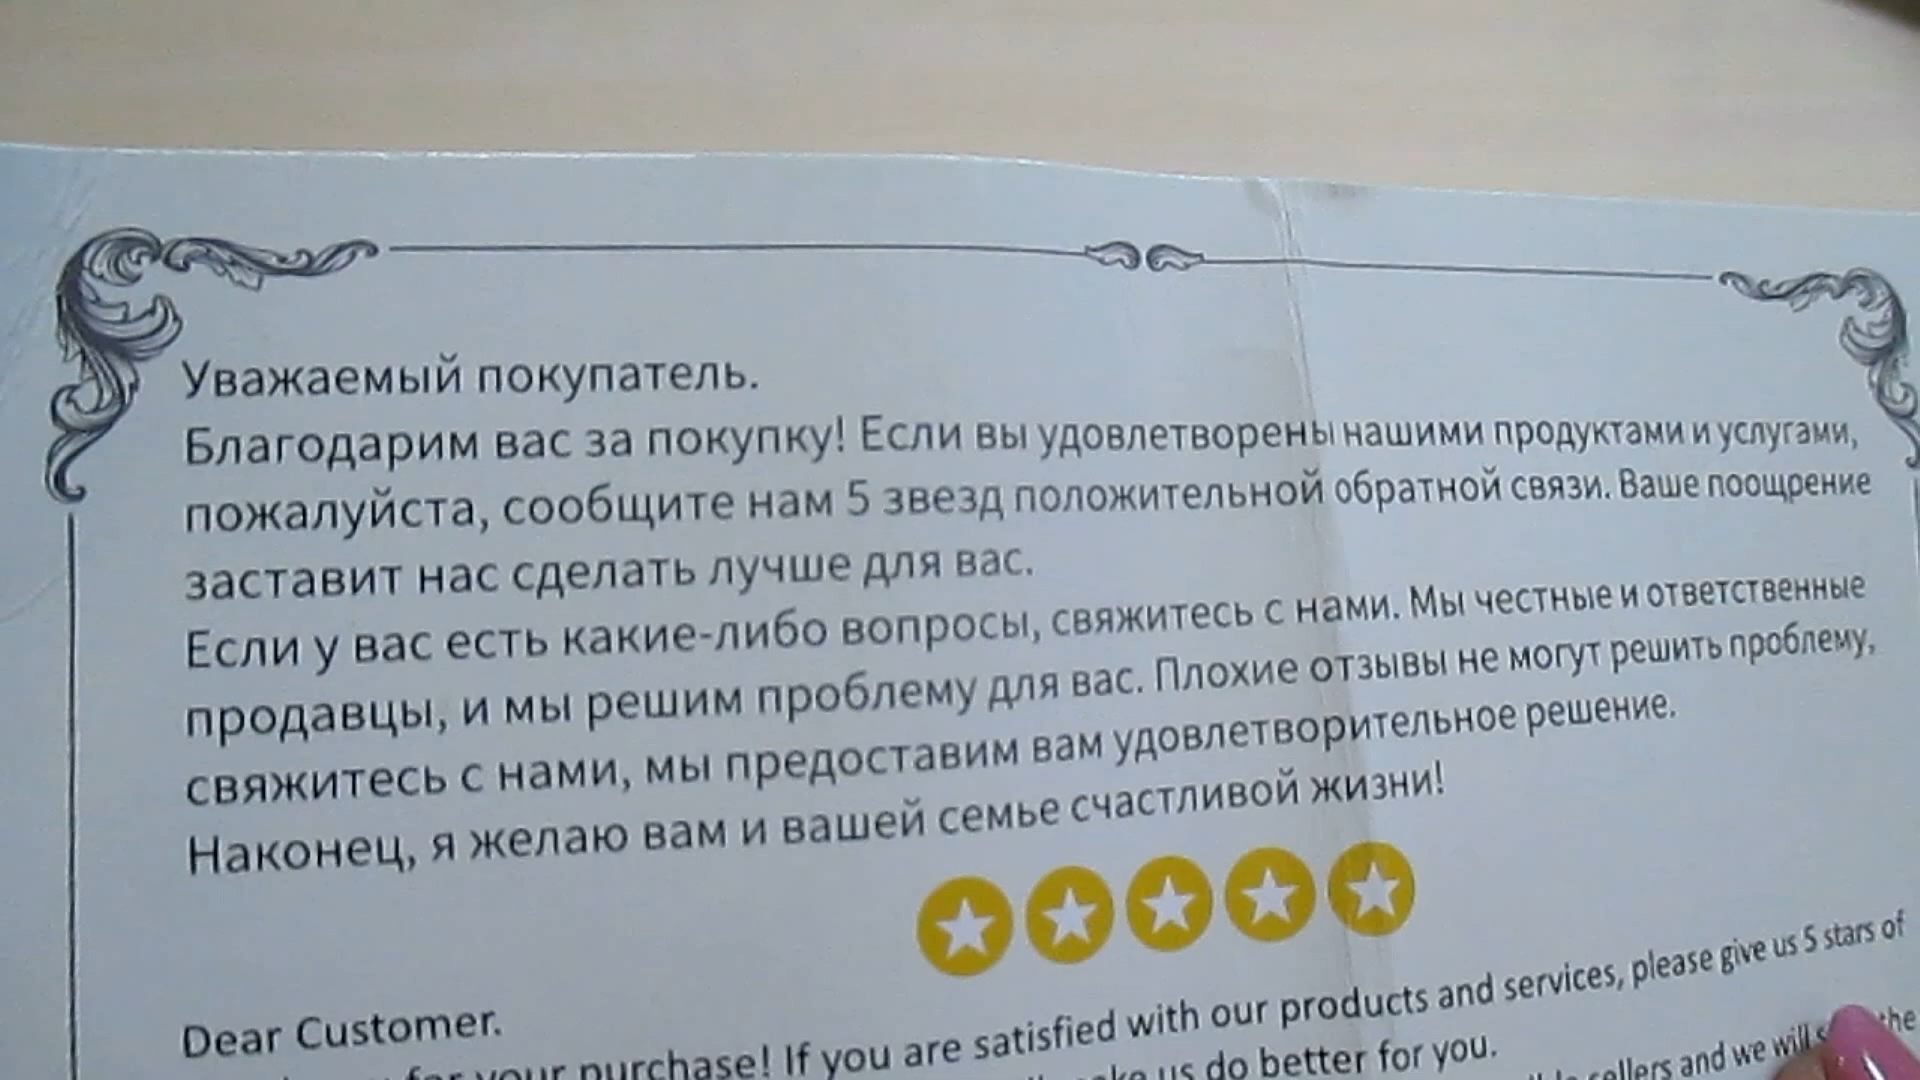 Уважаемый покупатель.
Благодарим вас за покупку! Если вы удовлетворены нашими продуктами и услугами,
пожалуйста, сообщите нам 5 звезд положительной обратной связи. Ваше поощрение
заставит нас сделать лучше для вас.
Если у вас есть какие-либо вопросы, свяжитесь с нами. Мы честные и ответственные
продавцы, и мы решим проблему для вас. Плохие отзывы не могут решить проблему,
свяжитесь с нами, мы предоставим вам удовлетворительное решение.
Наконец, я желаю вам и вашей семье счастливой жизни!
Dear Customer.
for your purchase! If you are satisfied with our products and services, please give us 5 stars of
us do better for you.
sellers and we will the